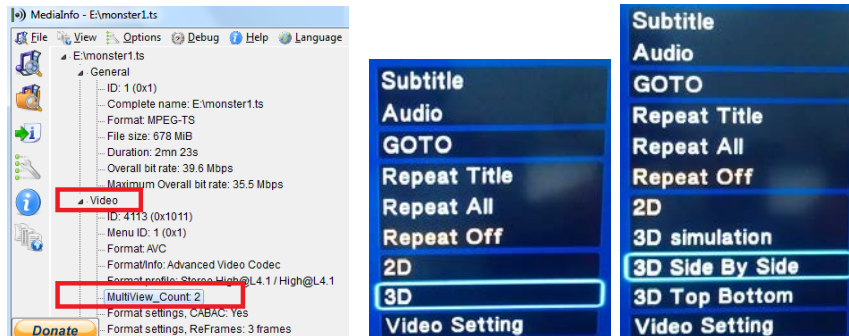 MediaInfo - E:\monster1.ts
File View Options Debug Help Language
E:\monster1.ts
General
ID: 1 (0x1)
Complete name: E:\monster1.ts
Format: MPEG-TS
File size: 678 MiB
Duration: 2mn 23s
Overall bit rate: 39.6 Mbps
Maximum Overall bit rate: 35.5 Mbps
Video
ID: 4113 (0x1011)
Menu ID: 1 (0x1)
Format: AVC
Format/Info: Advanced Video Codec
Format profile: Stereo High@L4.1 / High@L4.1
MultiView_Count: 2
Format settings, CABAC: Yes
Format settings, ReFrames: 3 frames
Donate
Subtitle
Audio
GOTO
Repeat Title
Repeat All
Repeat Off
2D
3D
Video Setting
Subtitle
Audio
GOTO
Repeat Title
Repeat All
Repeat Off
2D
3D simulation
3D Side By Side
3D Top Bottom
Video Setting